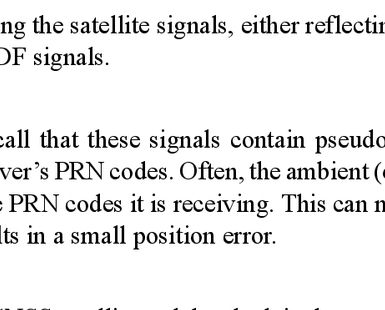 ng the satellite signals, either reflectin
DF signals.
call that these signals contain pseudo
ver's PRN codes. Often, the ambient (
e PRN codes it is receiving. This can
lts in a small position error.